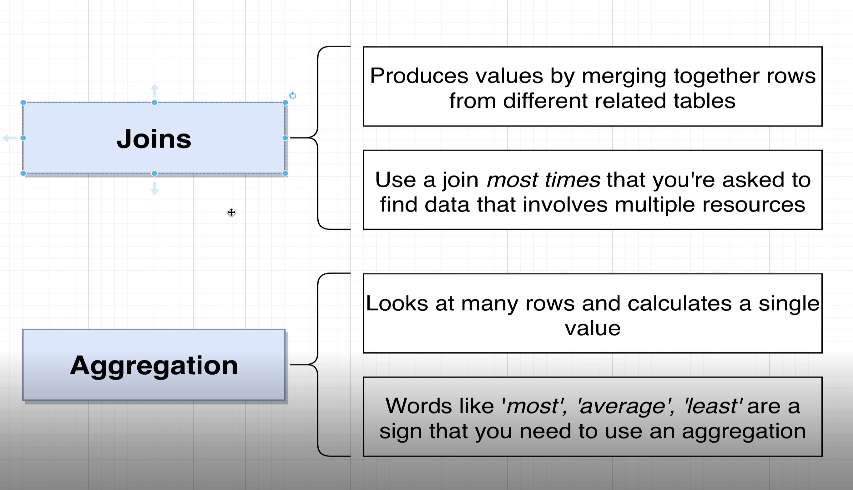 Joins
Produces values by merging together rows
from different related tables
Use a join most times that you're asked to
find data that involves multiple resources
Aggregation
Looks at many rows and calculates a single
value
Words like 'most', 'average', 'least' are a
sign that you need to use an aggregation